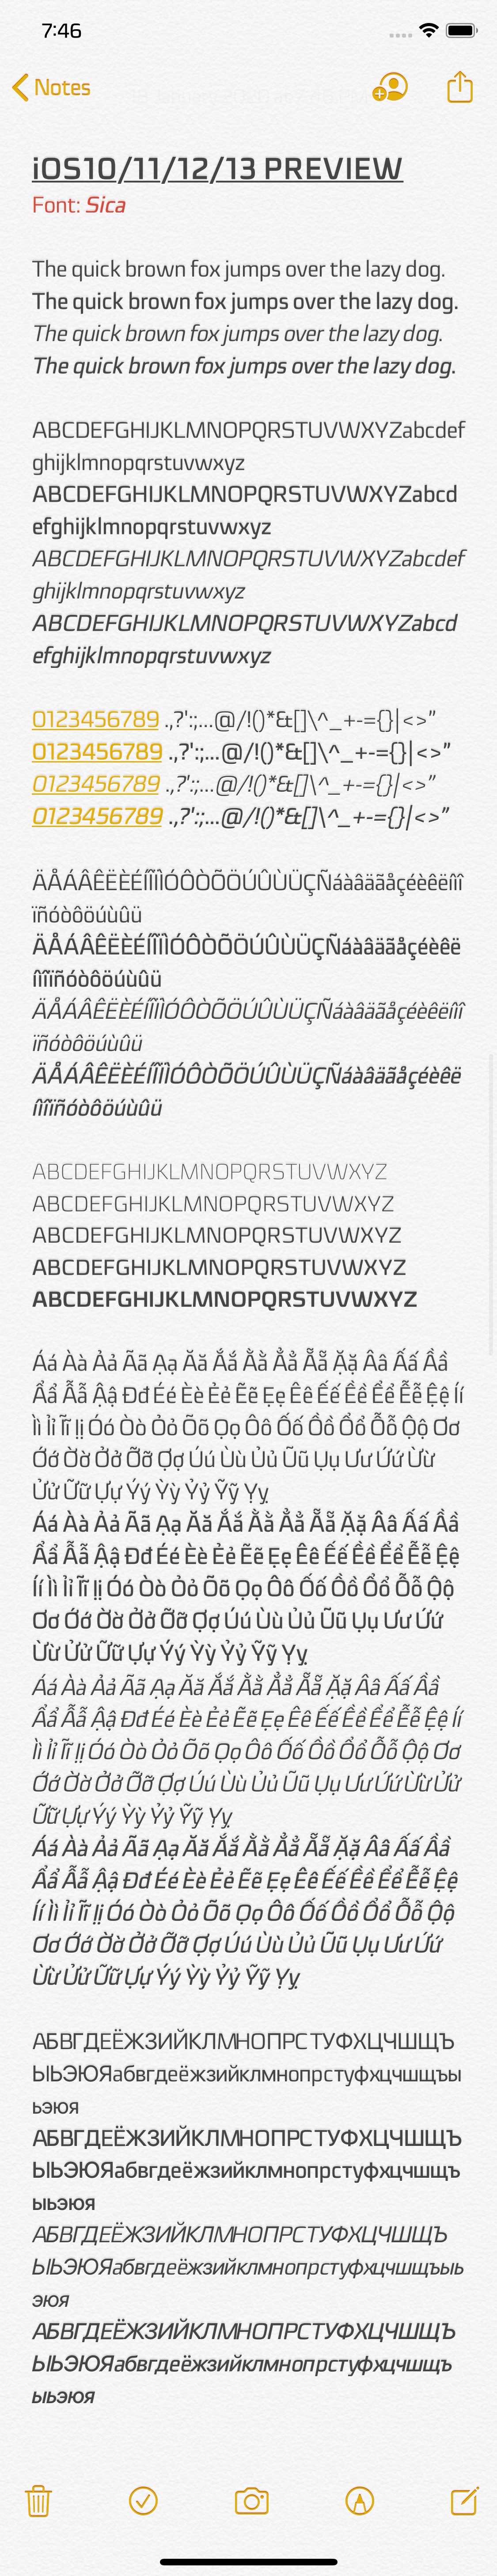 7:46
Notes
iOS10/11/12/13 PREVIEW
Font: Sica
The quick brown fox jumps over the lazy dog.
The quick brown fox jumps over the lazy dog.
The quick brown fox jumps over the lazy dog.
The quick brown fox jumps over the lazy dog.
ABCDEFGHIJKLMNOPQRSTUVWXYZabcdef
ghijklmnopqrstuvwxyz
ABCDEFGHIJKLMNOPQRSTUVWXYZabcd
efghijklmnopqrstuvwxyz
ABCDEFGHIJKLMNOPQRSTUVWXYZabcdef
ghijklmnopqrstuvwxyz
ABCDEFGHIJKLMNOPQRSTUVWXYZabcd
efghijklmnopqrstuvwxyz
0123456789 .,?':;...@/!()*&[]\^_+-={}|<>”
0123456789 .,?':;...@/!()*&[]\^_+-={}|<>”
0123456789 .,?':;...@/!()*&[]\^_+-={}|<>”
0123456789 .,?':;...@/!()*&[]\^_+-={}|<>”
ÄÅÁÂÊËÈÉÍÎÏÌÓÔÒÕÖÚÛÙÜÇÑáàâäãåçéèêëíîî
ïñóòôöúùûü
ÄÅÁÂÊËÈÉÍÎÏÌÓÔÒÕÖÚÛÙÜÇÑáàâäãåçéèêë
íîîïñóòôöúùûü
ÄÅÁÂÊËÈÉÍÎÏÌÓÔÒÕÖÚÛÙÜÇÑáàâäãåçéèêëíîî
ïñóòôöúùûü
ÄÅÁÂÊËÈÉÍÎÏÌÓÔÒÕÖÚÛÙÜÇÑáàâäãåçéèêë
íîîïñóòôöúùûü
ABCDEFGHIJKLMNOPQRSTUVWXYZ
ABCDEFGHIJKLMNOPQRSTUVWXYZ
ABCDEFGHIJKLMNOPQRSTUVWXYZ
ABCDEFGHIJKLMNOPQRSTUVWXYZ
ABCDEFGHIJKLMNOPQRSTUVWXYZ
Áá Àà Ảả Ãã Ạạ Ăă Ắắ Ằằ Ẳẳ Ẵẵ Ặặ Ââ Ấấ Ầầ
Ẩẩ Ẫẫ Ậậ Đđ Éé Èè Ẻẻ Ẽẽ Ẹẹ Êê Ếế Ềề Ểể Ễễ Ệệ Íí
Ìì Ỉỉ Ĩĩ Ịị Óó Òò Ỏỏ Õõ Ọọ Ôô Ốố Ồồ Ổổ Ỗỗ Ộộ Ơơ
Ớớ Ờờ Ởở Ỡỡ Ợợ Úú Ùù Ủủ Ũũ Ụụ Ưư Ứứ Ừừ
Ửử Ữữ Ựự Ýý Ỳỳ Ỷỷ Ỹỹ Ỵỵ
Áá Àà Ảả Ãã Ạạ Ăă Ắắ Ằằ Ẳẳ Ẵẵ Ặặ Ââ Ấấ Ầầ
Ẩẩ Ẫẫ Ậậ Đđ Éé Èè Ẻẻ Ẽẽ Ẹẹ Êê Ếế Ềề Ểể Ễễ Ệệ
Íí Ìì Ỉỉ Ĩĩ Ịị Óó Òò Ỏỏ Õõ Ọọ Ôô Ốố Ồồ Ổổ Ỗỗ Ộộ
Ơơ Ớớ Ờờ Ởở Ỡỡ Ợợ Úú Ùù Ủủ Ũũ Ụụ Ưư Ứứ
Ừừ Ửử Ữữ Ựự Ýý Ỳỳ Ỷỷ Ỹỹ Ỵỵ
Áá Àà Ảả Ãã Ạạ Ăă Ắắ Ằằ Ẳẳ Ẵẵ Ặặ Ââ Ấấ Ầầ
Ẩẩ Ẫẫ Ậậ Đđ Éé Èè Ẻẻ Ẽẽ Ẹẹ Êê Ếế Ềề Ểể Ễễ Ệệ Íí
Ìì Ỉỉ Ĩĩ Ịị Óó Òò Ỏỏ Õõ Ọọ Ôô Ốố Ồồ Ổổ Ỗỗ Ộộ Ơơ
Ớớ Ờờ Ởở Ỡỡ Ợợ Úú Ùù Ủủ Ũũ Ụụ Ưư Ứứ Ừừ Ửử
Ữữ Ựự Ýý Ỳỳ Ỷỷ Ỹỹ Ỵỵ
Áá Àà Ảả Ãã Ạạ Ăă Ắắ Ằằ Ẳẳ Ẵẵ Ặặ Ââ Ấấ Ầầ
Ẩẩ Ẫẫ Ậậ Đđ Éé Èè Ẻẻ Ẽẽ Ẹẹ Êê Ếế Ềề Ểể Ễễ Ệệ
Íí Ìì Ỉỉ Ĩĩ Ịị Óó Òò Ỏỏ Õõ Ọọ Ôô Ốố Ồồ Ổổ Ỗỗ Ộộ
Ơơ Ớớ Ờờ Ởở Ỡỡ Ợợ Úú Ùù Ủủ Ũũ Ụụ Ưư Ứứ
Ừừ Ửử Ữữ Ựự Ýý Ỳỳ Ỷỷ Ỹỹ Ỵỵ
АБВГДЕЁЖЗИЙКЛМНОПРСТУФХЦЧШЩЪ
ЫЬЭЮЯабвгдеёжзийклмнопрстуфхцчшщъы
ьэюя
АБВГДЕЁЖЗИЙКЛМНОПРСТУФХЦЧШЩЪ
ЫЬЭЮЯабвгдеёжзийклмнопрстуфхцчшщъ
ыьэюя
АБВГДЕЁЖЗИЙКЛМНОПРСТУФХЦЧШЩЪ
ЫЬЭЮЯабвгдеёжзийклмнопрстуфхцчшщъыь
эюя
АБВГДЕЁЖЗИЙКЛМНОПРСТУФХЦЧШЩЪ
ЫЬЭЮЯабвгдеёжзийклмнопрстуфхцчшщъ
ыьэюя